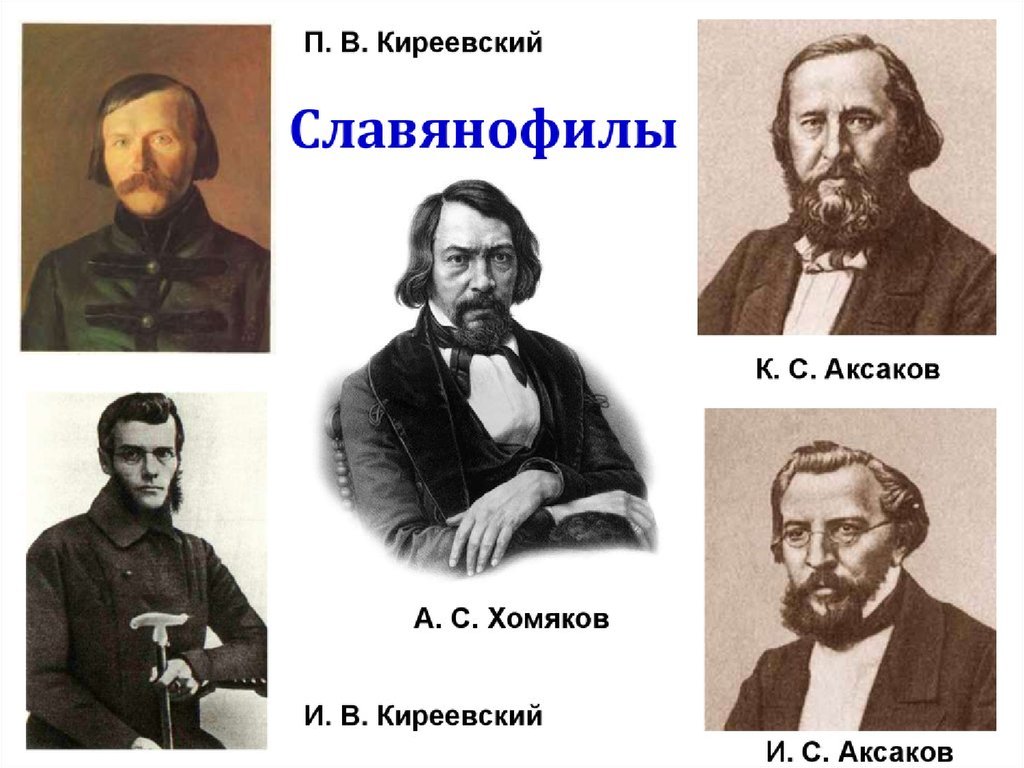 П. В. Киреевский
Славянофилы
К. С. Аксаков
А. С. Хомяков
И. В. Киреевский
И. С. Аксаков